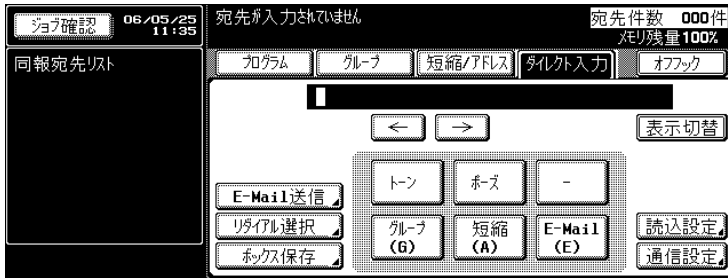 ジョブ確認
06/05/25
11:35
宛先が入力されていません
宛先件数 000件
メモリ残量100%
同報宛先リスト
プログラム
グループ
短縮/アドレス
ダイレクト入力
オフフック
←
→
表示切替
トーン
ポーズ
-
E-Mail送信
リダイアル選択
グループ
(G)
短縮
(A)
E-Mail
(E)
読込設定
ボックス保存
通信設定